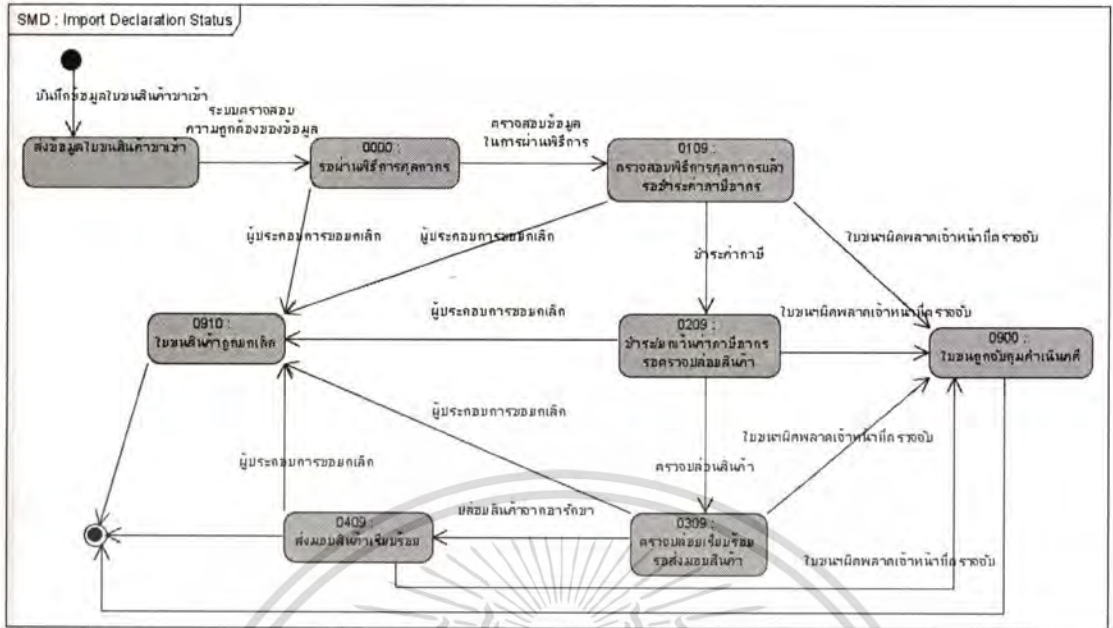 SMD : Import Declaration Status
บันทึกข้อมูลใบขนสินค้าขาเข้า
ระบบตรวจสอบ
ความถูกต้องของข้อมูล
ตรวจสอบข้อมูล
ในการผ่านพิธีการ
ส่งข้อมูลใบขนสินค้าขาเข้า
0000 :
รอผ่านพิธีการศุลกากร
0109 :
ตรวจสอบพิธีการศุลกากรแล้ว
รอชำระค่าภาษีอากร
ผู้ประกอบการขอยกเลิก
ผู้ประกอบการขอยกเลิก
ใบขนฯผิดพลาดเจ้าหน้าที่ตรวจจับ
ชำระค่าภาษี
ผู้ประกอบการขอยกเลิก
ใบขนฯผิดพลาดเจ้าหน้าที่ตรวจจับ
0910 :
ใบขนสินค้าถูกยกเลิก
0209 :
รอตรวจปล่อยสินค้า
0900 :
ใบขนถูกจับกุมดำเนินคดี
ผู้ประกอบการขอยกเลิก
ใบขนฯผิดพลาดเจ้าหน้าที่ตรวจจับ
ผู้ประกอบการขอยกเลิก
ตรวจปล่อนสินค้า
ปล่อยสินค้าจากอารักขา
0409 :
ส่งมอบสินค้าเรียบร้อย
0309 :
ตรวจปล่อยเรียบร้อย
รอส่งมอบสินค้า
ใบขนฯผิดพลาดเจ้าหน้าที่ตรวจจับ